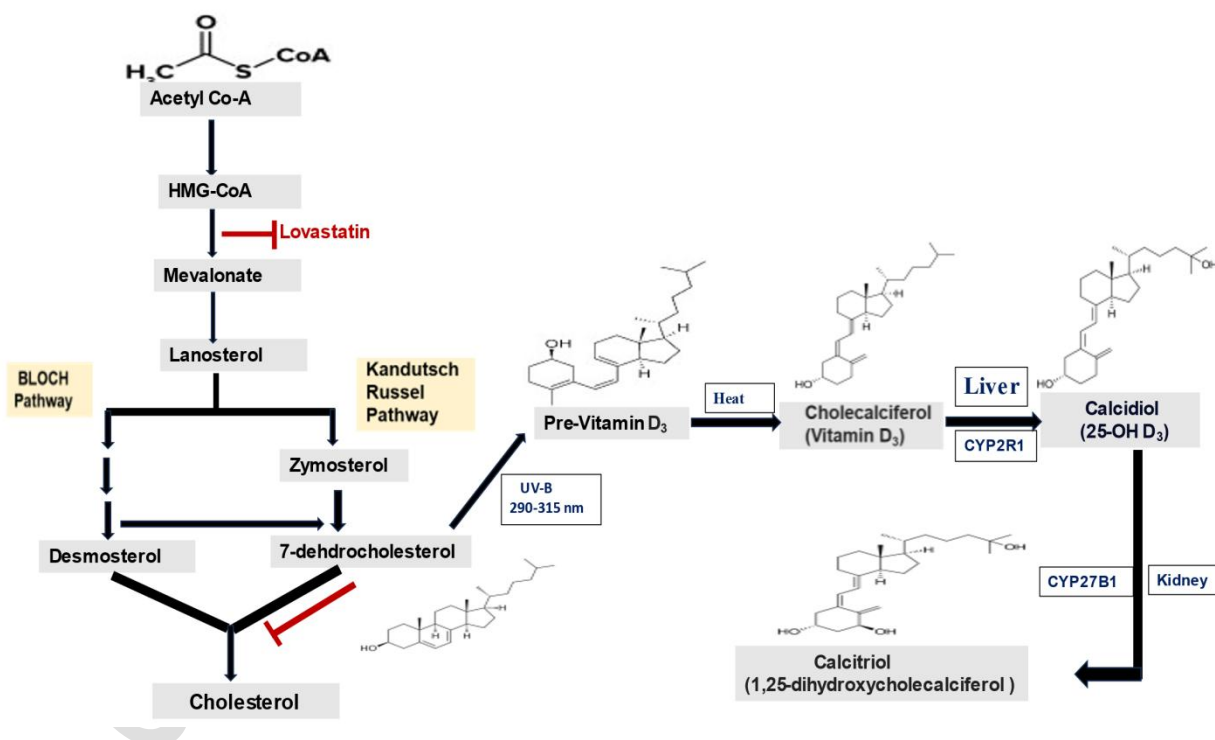 O
H₃C
S
CoA
Acetyl Co-A
HMG-CoA
Lovastatin
Mevalonate
Lanosterol
BLOCH
Pathway
Kandutsch
Russel
Pathway
Zymosterol
Desmosterol
7-dehdrocholesterol
Cholesterol
HO
H
H
H
UV-B
290-315 nm
OH
H
H
Pre-Vitamin D₃
Heat
H
H
HO
Cholecalciferol
(Vitamin D₃)
Liver
CYP2R1
OH
H
H
HO
Calcidiol
(25-OH D₃)
CYP27B1
Kidney
OH
H
H
HO
OH
Calcitriol
(1,25-dihydroxycholecalciferol )